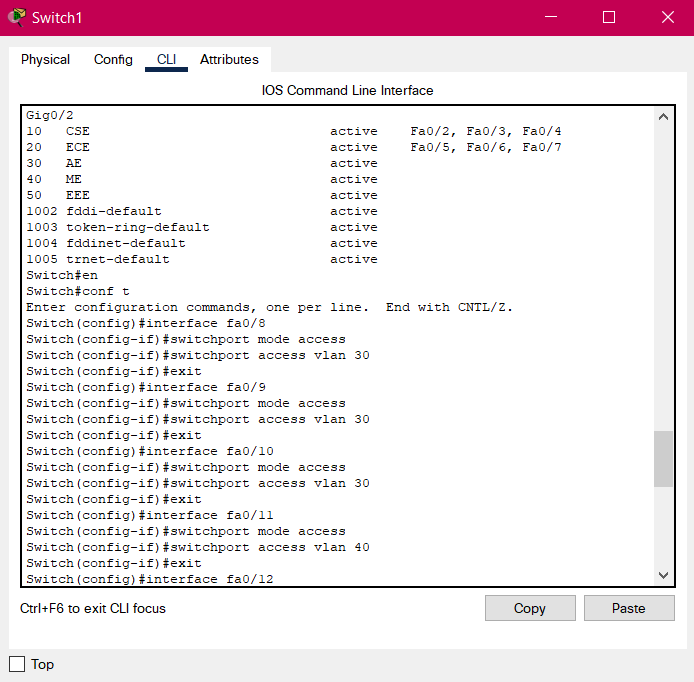 Switch1
Physical Config CLI Attributes
IOS Command Line Interface
Gig0/2
10   CSE                              active    Fa0/2, Fa0/3, Fa0/4
20   ECE                              active    Fa0/5, Fa0/6, Fa0/7
30   AE                               active
40   ME                               active
50   EEE                              active
1002 fddi-default                     active
1003 token-ring-default               active
1004 fddinet-default                  active
1005 trnet-default                    active
Switch#en
Switch#conf t
Enter configuration commands, one per line.  End with CNTL/Z.
Switch(config)#interface fa0/8
Switch(config-if)#switchport mode access
Switch(config-if)#switchport access vlan 30
Switch(config-if)#exit
Switch(config)#interface fa0/9
Switch(config-if)#switchport mode access
Switch(config-if)#switchport access vlan 30
Switch(config-if)#exit
Switch(config)#interface fa0/10
Switch(config-if)#switchport mode access
Switch(config-if)#switchport access vlan 30
Switch(config-if)#exit
Switch(config)#interface fa0/11
Switch(config-if)#switchport mode access
Switch(config-if)#switchport access vlan 40
Switch(config-if)#exit
Switch(config)#interface fa0/12
Ctrl+F6 to exit CLI focus
Copy Paste
Top